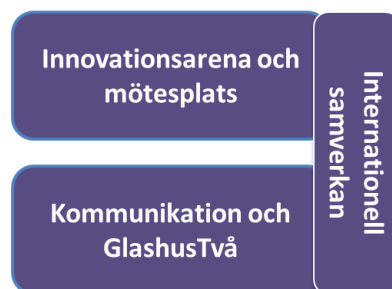 Innovationsarena och
mötesplats
Kommunikation och
GlashusTvå
Internationell
samverkan